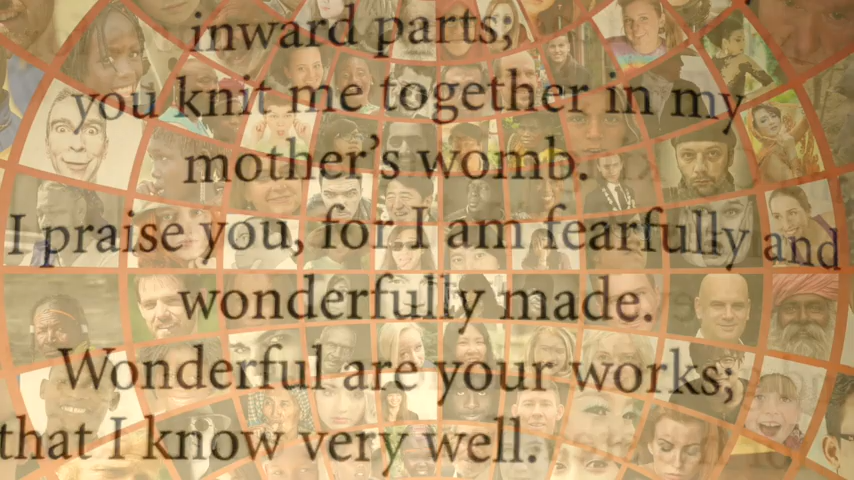 inward parts;
you knit me together in my
mother's womb.
I praise you, for I am fearfully and
wonderfully made.
Wonderful are your works;
that I know very well.